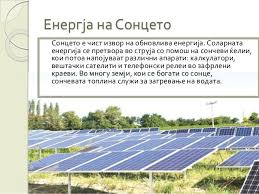 Енергја на Сонцето
Сонцето е чист извор на обновлива енергија. Соларната
енергија се претвора во струја со помош на сончеви ќелии,
кои потоа напојуваат различни апарати: калкулатори,
вештачки сателити и телефонски релеи во зафрлени
краеви. Во многу земји, кои се богати со сонце,
сончевата топлина служи за затревање на водата.